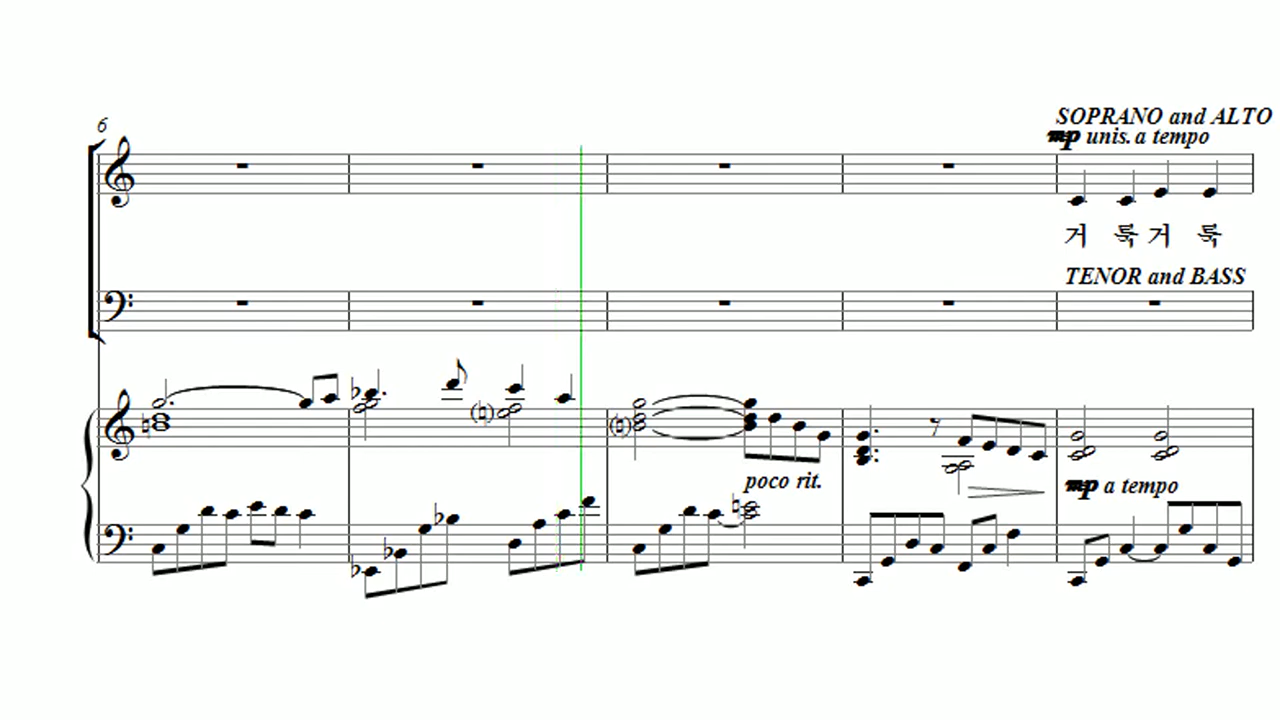 6
SOPRANO and ALTO
mp unis. a tempo
거 룩 거 룩
TENOR and BASS
poco rit.
mp a tempo